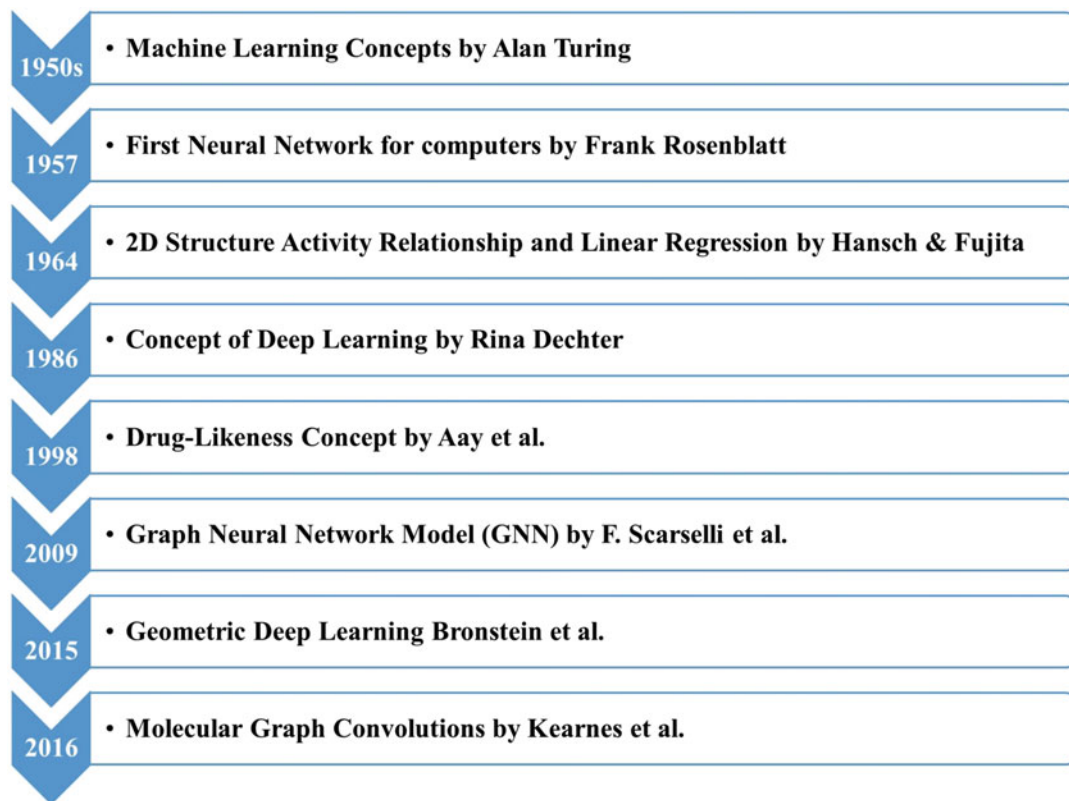 1950s
• Machine Learning Concepts by Alan Turing
1957
• First Neural Network for computers by Frank Rosenblatt
1964
• 2D Structure Activity Relationship and Linear Regression by Hansch & Fujita
1986
• Concept of Deep Learning by Rina Dechter
1998
• Drug-Likeness Concept by Aay et al.
2009
• Graph Neural Network Model (GNN) by F. Scarselli et al.
2015
• Geometric Deep Learning Bronstein et al.
2016
• Molecular Graph Convolutions by Kearnes et al.